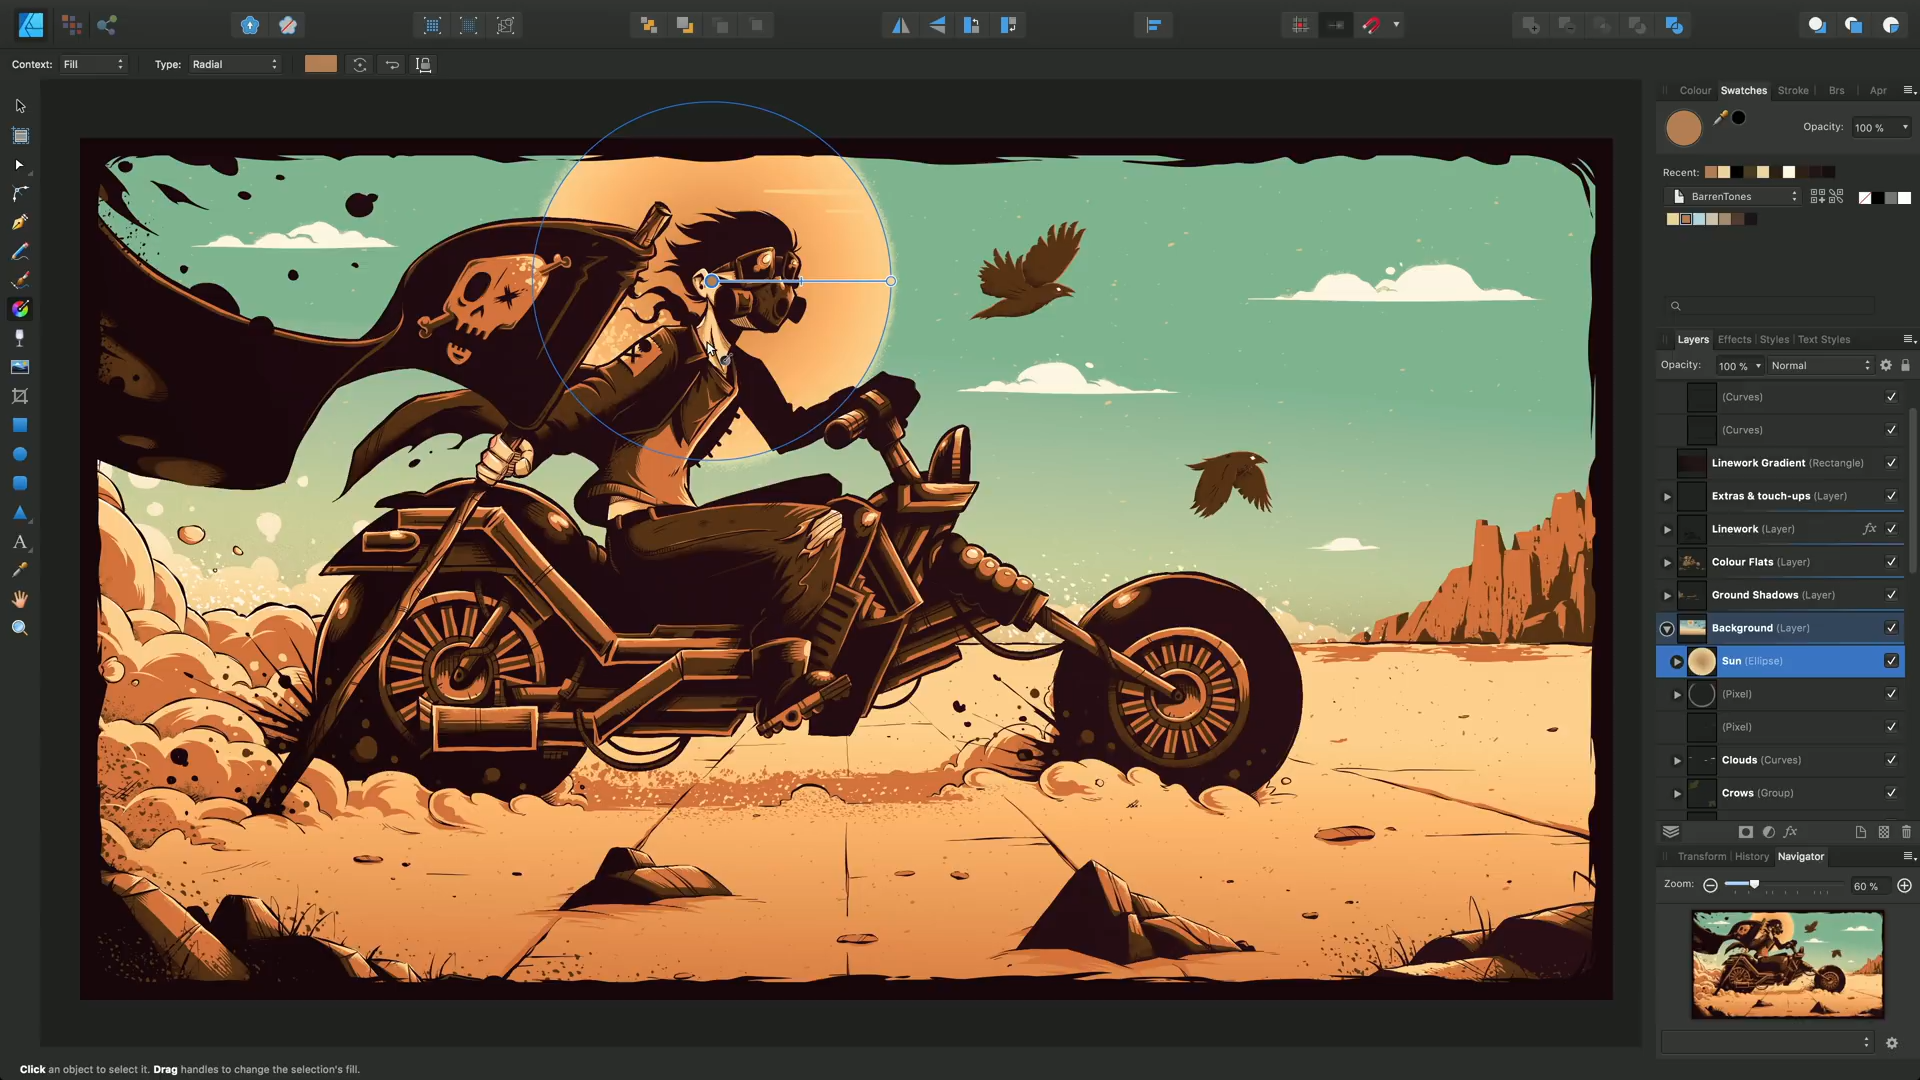 Context: Fill Type: Radial
Colour Swatches Stroke Brs Apr
Opacity: 100 %
Recent:
BarrenTones
Layers Effects Styles Text Styles
Opacity: 100 % Normal
(Curves)
(Curves)
Linework Gradient (Rectangle)
Extras & touch-ups (Layer)
Linework (Layer) fx
Colour Flats (Layer)
Ground Shadows (Layer)
Background (Layer)
Sun (Ellipse)
(Pixel)
(Pixel)
Clouds (Curves)
Crows (Group)
fx
Transform History Navigator
Zoom: 60 %
Click an object to select it. Drag handles to change the selection's fill.